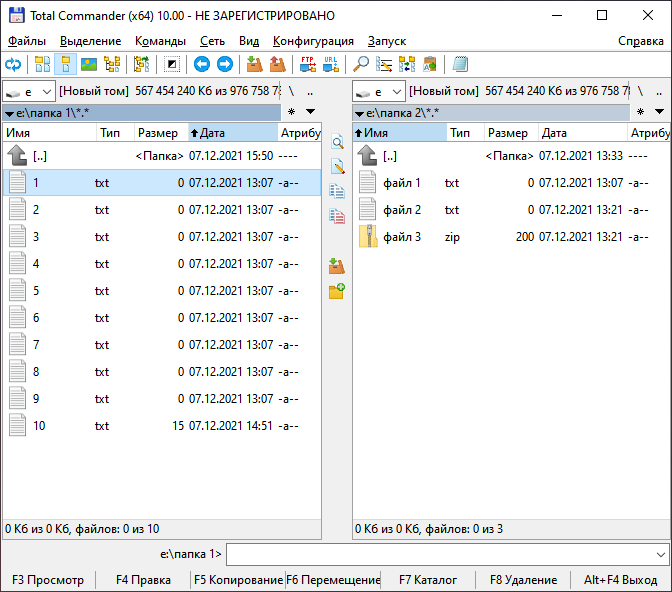 Total Commander (x64) 10.00 - НЕ ЗАРЕГИСТРИРОВАНО
Файлы Выделение Команды Сеть Вид Конфигурация Запуск Справка
FTP URL
e [Новый том] 567 454 240 Кб из 976 758 7 \ ..
e:\папка 1\*.* * 
Имя Тип Размер Дата Атрибу
[..] <Папка> 07.12.2021 15:50 ----
1 txt 0 07.12.2021 13:07 -a--
2 txt 0 07.12.2021 13:07 -a--
3 txt 0 07.12.2021 13:07 -a--
4 txt 0 07.12.2021 13:07 -a--
5 txt 0 07.12.2021 13:07 -a--
6 txt 0 07.12.2021 13:07 -a--
7 txt 0 07.12.2021 13:07 -a--
8 txt 0 07.12.2021 13:07 -a--
9 txt 0 07.12.2021 13:07 -a--
10 txt 15 07.12.2021 14:51 -a--
0 Кб из 0 Кб, файлов: 0 из 10
e [Новый том] 567 454 240 Кб из 976 758 7 \ ..
e:\папка 2\*.* *
Имя Тип Размер Дата Атрибу
[..] <Папка> 07.12.2021 13:33 ----
файл 1 txt 0 07.12.2021 13:07 -a--
файл 2 txt 0 07.12.2021 13:21 -a--
файл 3 zip 200 07.12.2021 13:21 -a--
0 Кб из 0 Кб, файлов: 0 из 3
e:\папка 1>
F3 Просмотр F4 Правка F5 Копирование F6 Перемещение F7 Каталог F8 Удаление Alt+F4 Выход